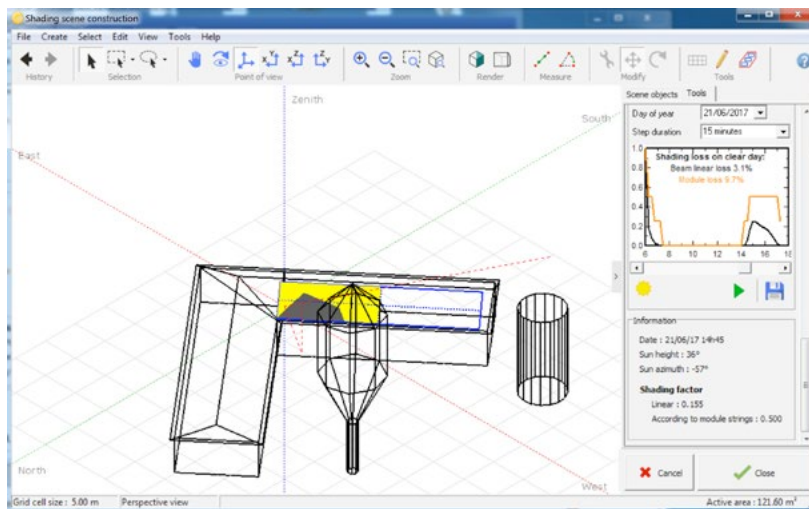 Shading scene construction
File Create Select Edit View Tools Help
History
Selection
Point of view
Zoom
Render
Measure
Modify
Tools
Scene objects Tools
Day of year 21/06/2017
Step duration 15 minutes
Shading loss on clear day:
Beam linear loss 3.1%
Module loss 9.7%
1.0
0.8
0.6
0.4
0.2
0.0
6 8 10 12 14 16 18
Information
Date : 21/06/17 14h45
Sun height : 36°
Sun azimuth : -57°
Shading factor
Linear : 0.155
According to module strings : 0.500
Cancel
Close
Zenith
South
East
North
West
Grid cell size : 5.00 m
Perspective view
Active area : 121.60 m²